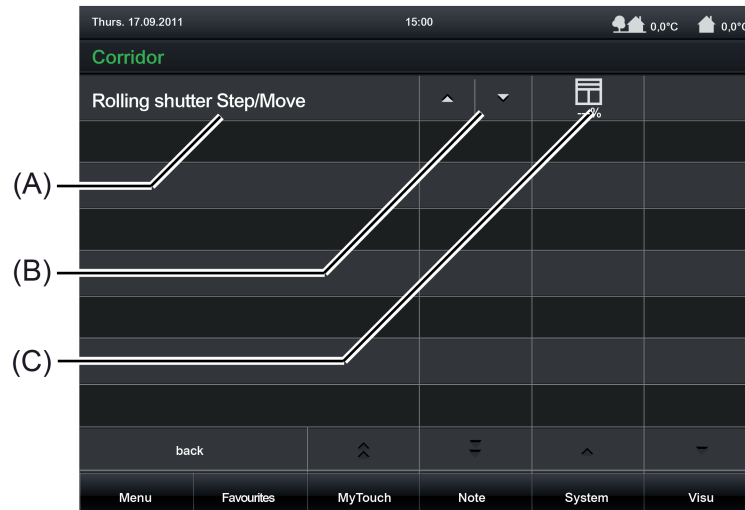 Thurs. 17.09.2011 15:00 0,0°C 0,0°C
Corridor
Rolling shutter Step/Move
---%
(A)
(B)
(C)
back
Menu Favourites MyTouch Note System Visu